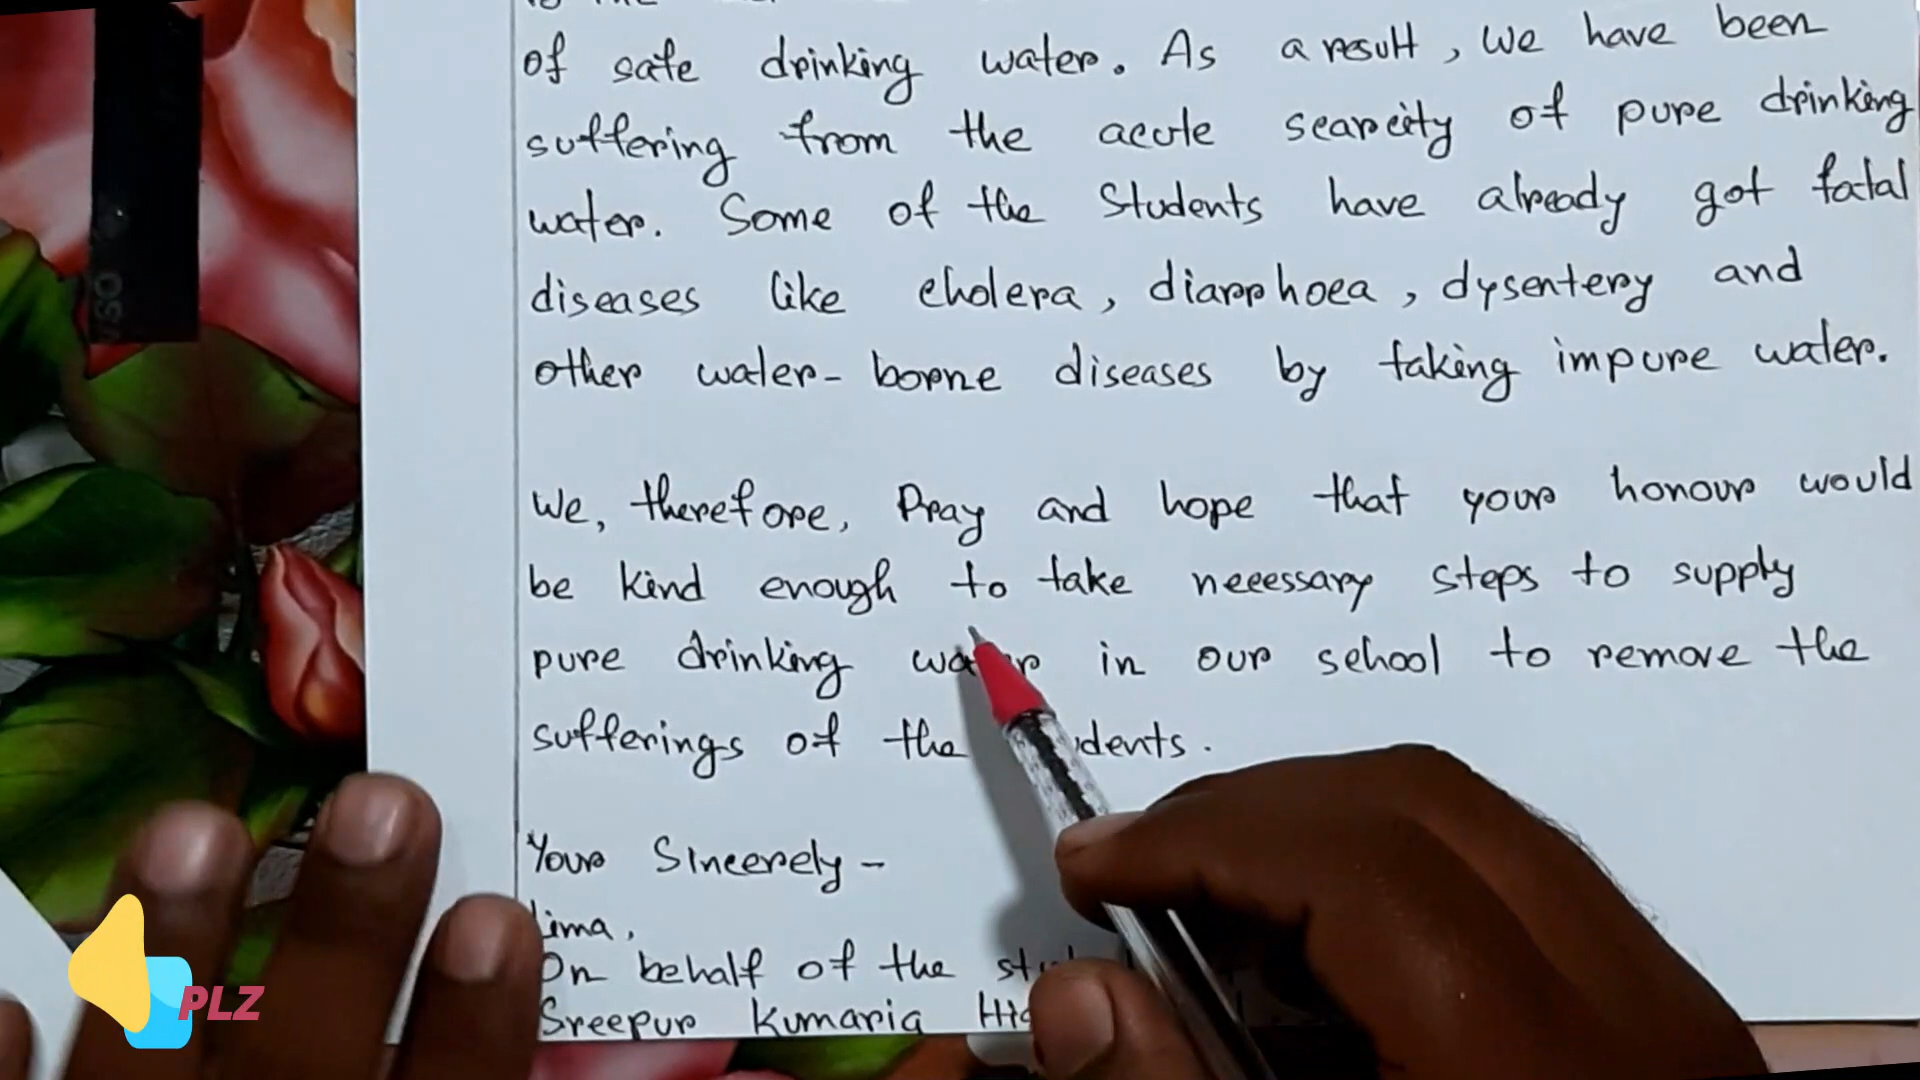 of safe drinking water. As a result, we have been
suffering from the acute scarcity of pure drinking
water. Some of the Students have already got fatal
diseases like cholera, diarrhoea, dysentery and
other water-borne diseases by taking impure water.
We, therefore, Pray and hope that your honour would
be kind enough to take necessary steps to supply
pure drinking water in our school to remove the
sufferings of the
Your Sincerely -
Lima,
On behalf of the
Sreepur Kumaria
PLZ